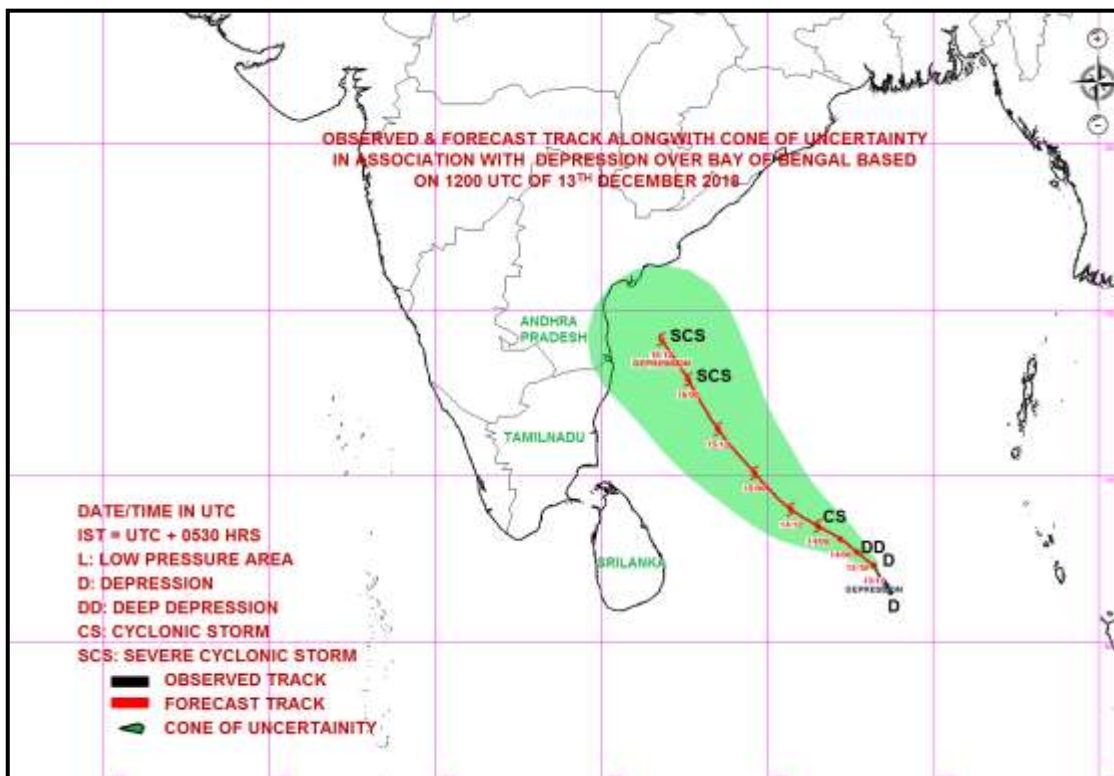 OBSERVED & FORECAST TRACK ALONGWITH CONE OF UNCERTAINTY
IN ASSOCIATION WITH DEPRESSION OVER BAY OF BENGAL BASED
ON 1200 UTC OF 13TH DECEMBER 2018
ANDHRA
PRADESH
SCS
DEPRESSION
SCS
TAMILNADU
CS
DD
D
SRILANKA
DEPRESSION
D
DATE/TIME IN UTC
IST = UTC + 0530 HRS
L: LOW PRESSURE AREA
D: DEPRESSION
DD: DEEP DEPRESSION
CS: CYCLONIC STORM
SCS: SEVERE CYCLONIC STORM
OBSERVED TRACK
FORECAST TRACK
CONE OF UNCERTAINITY